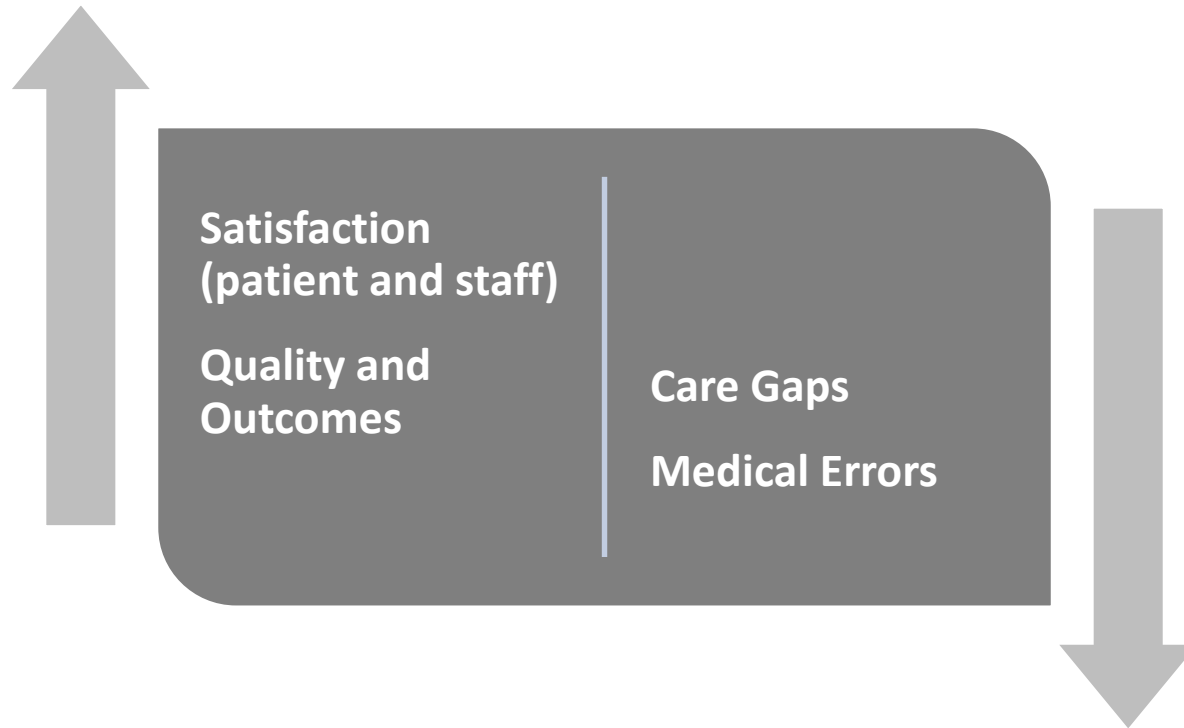 Satisfaction
(patient and staff)
Quality and
Outcomes
Care Gaps
Medical Errors